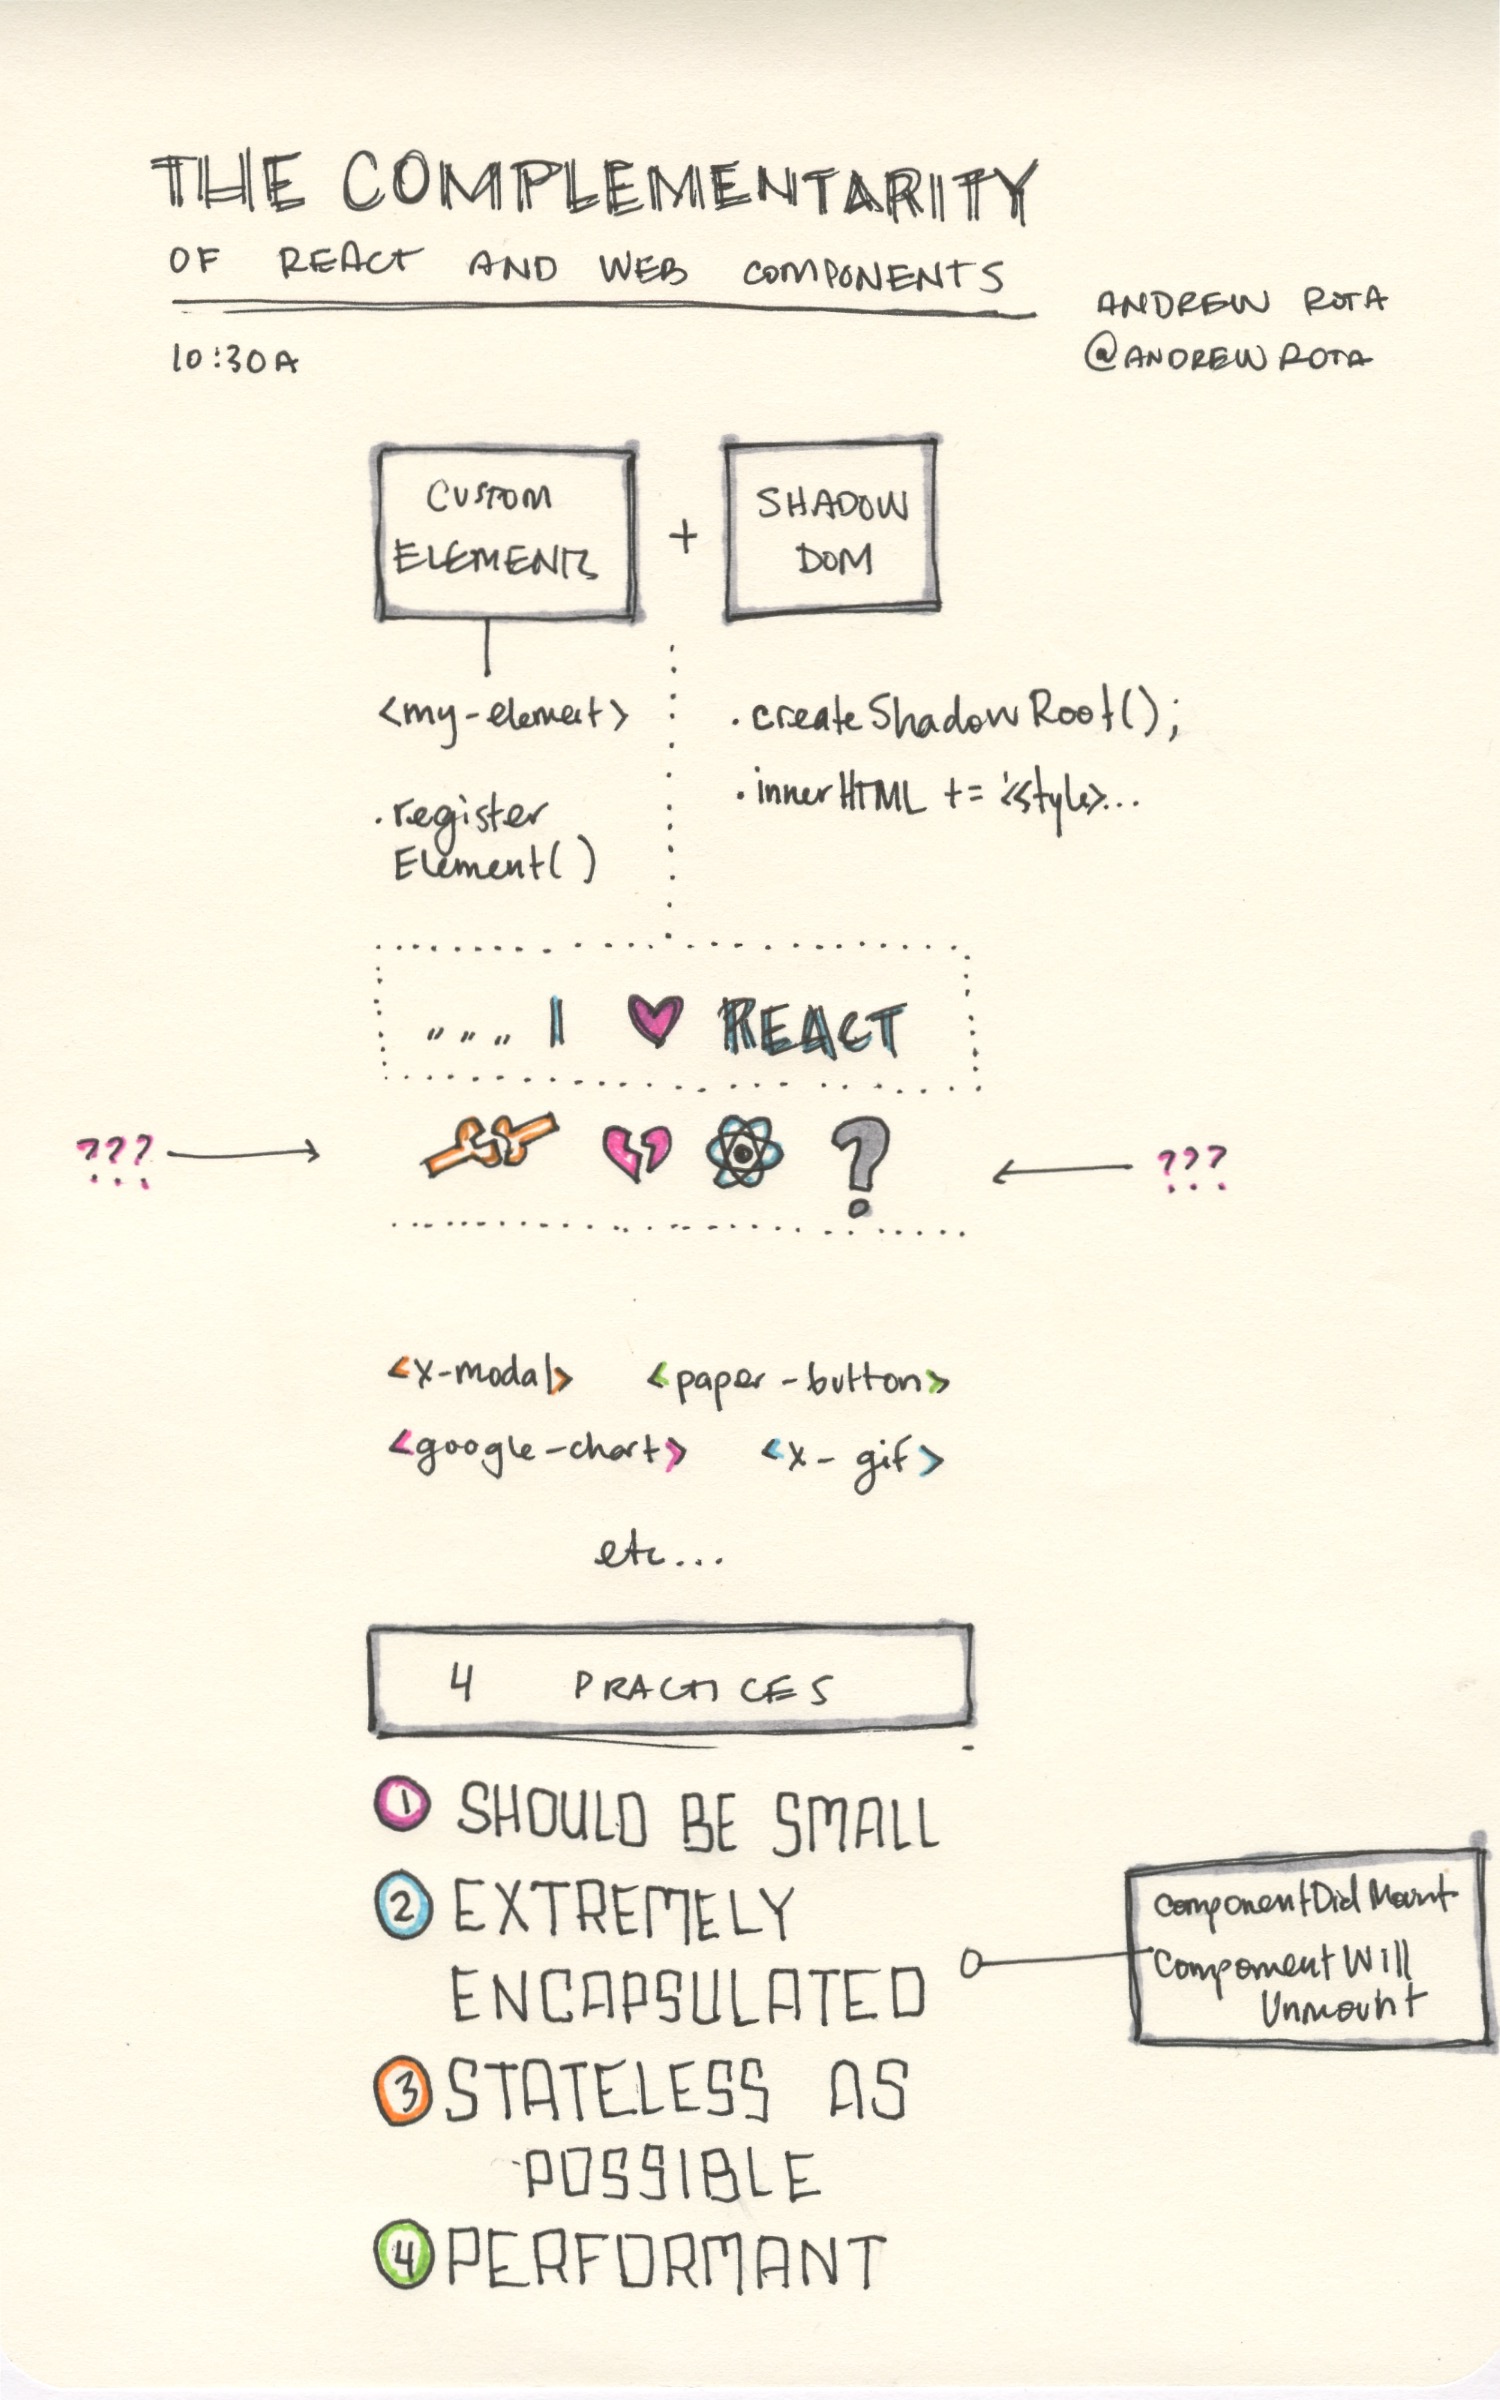 THE COMPLEMENTARITY
OF REACT AND WEB COMPONENTS
ANDREW ROTA
@ANDREWROTA
10:30A
CUSTOM
ELEMENTS
+
SHADOW
DOM
<my-element>
.register
Element()
.createShadowRoot();
.innerHTML += '<style>...
... I ♥ REACT
???
?
???
<x-modal> <paper-button>
<google-chart> <x-gif>
etc...
4 PRACTICES
1 SHOULD BE SMALL
2 EXTREMELY
ENCAPSULATED
componentDidMount
ComponentWill
Unmount
3 STATELESS AS
POSSIBLE
4 PERFORMANT